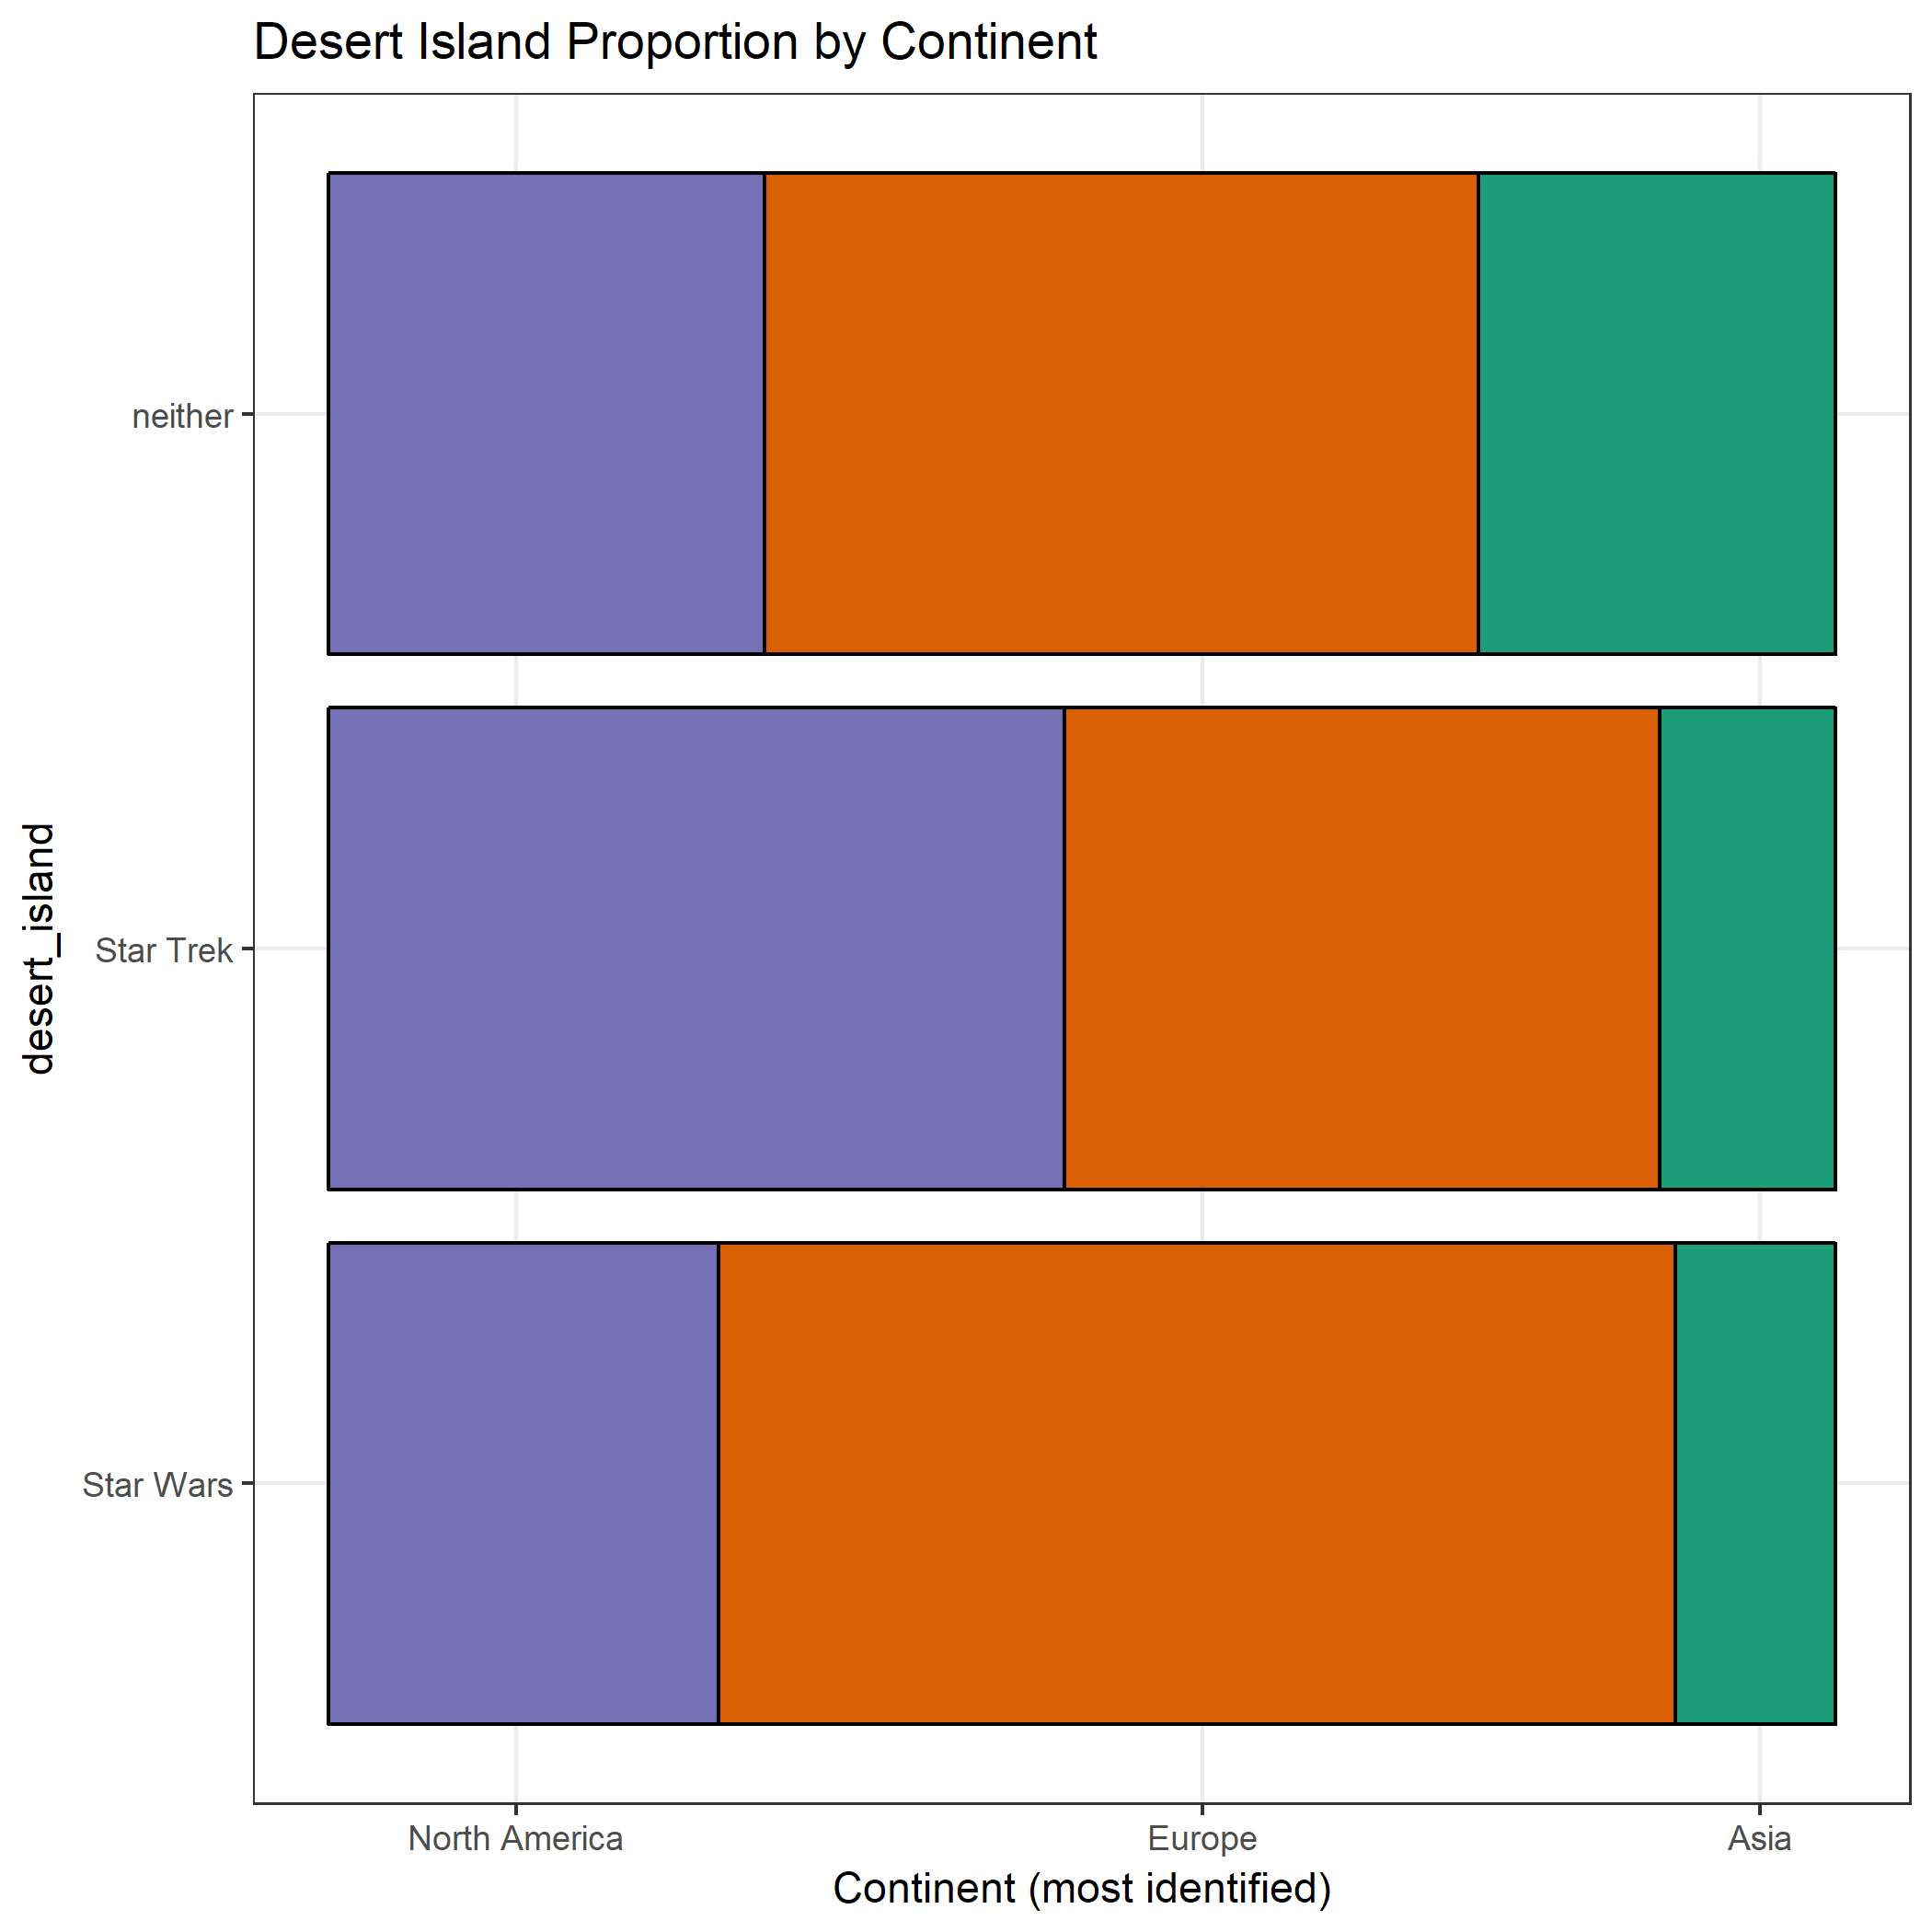 Desert Island Proportion by Continent
desert_island
neither
Star Trek
Star Wars
North America
Europe
Asia
Continent (most identified)